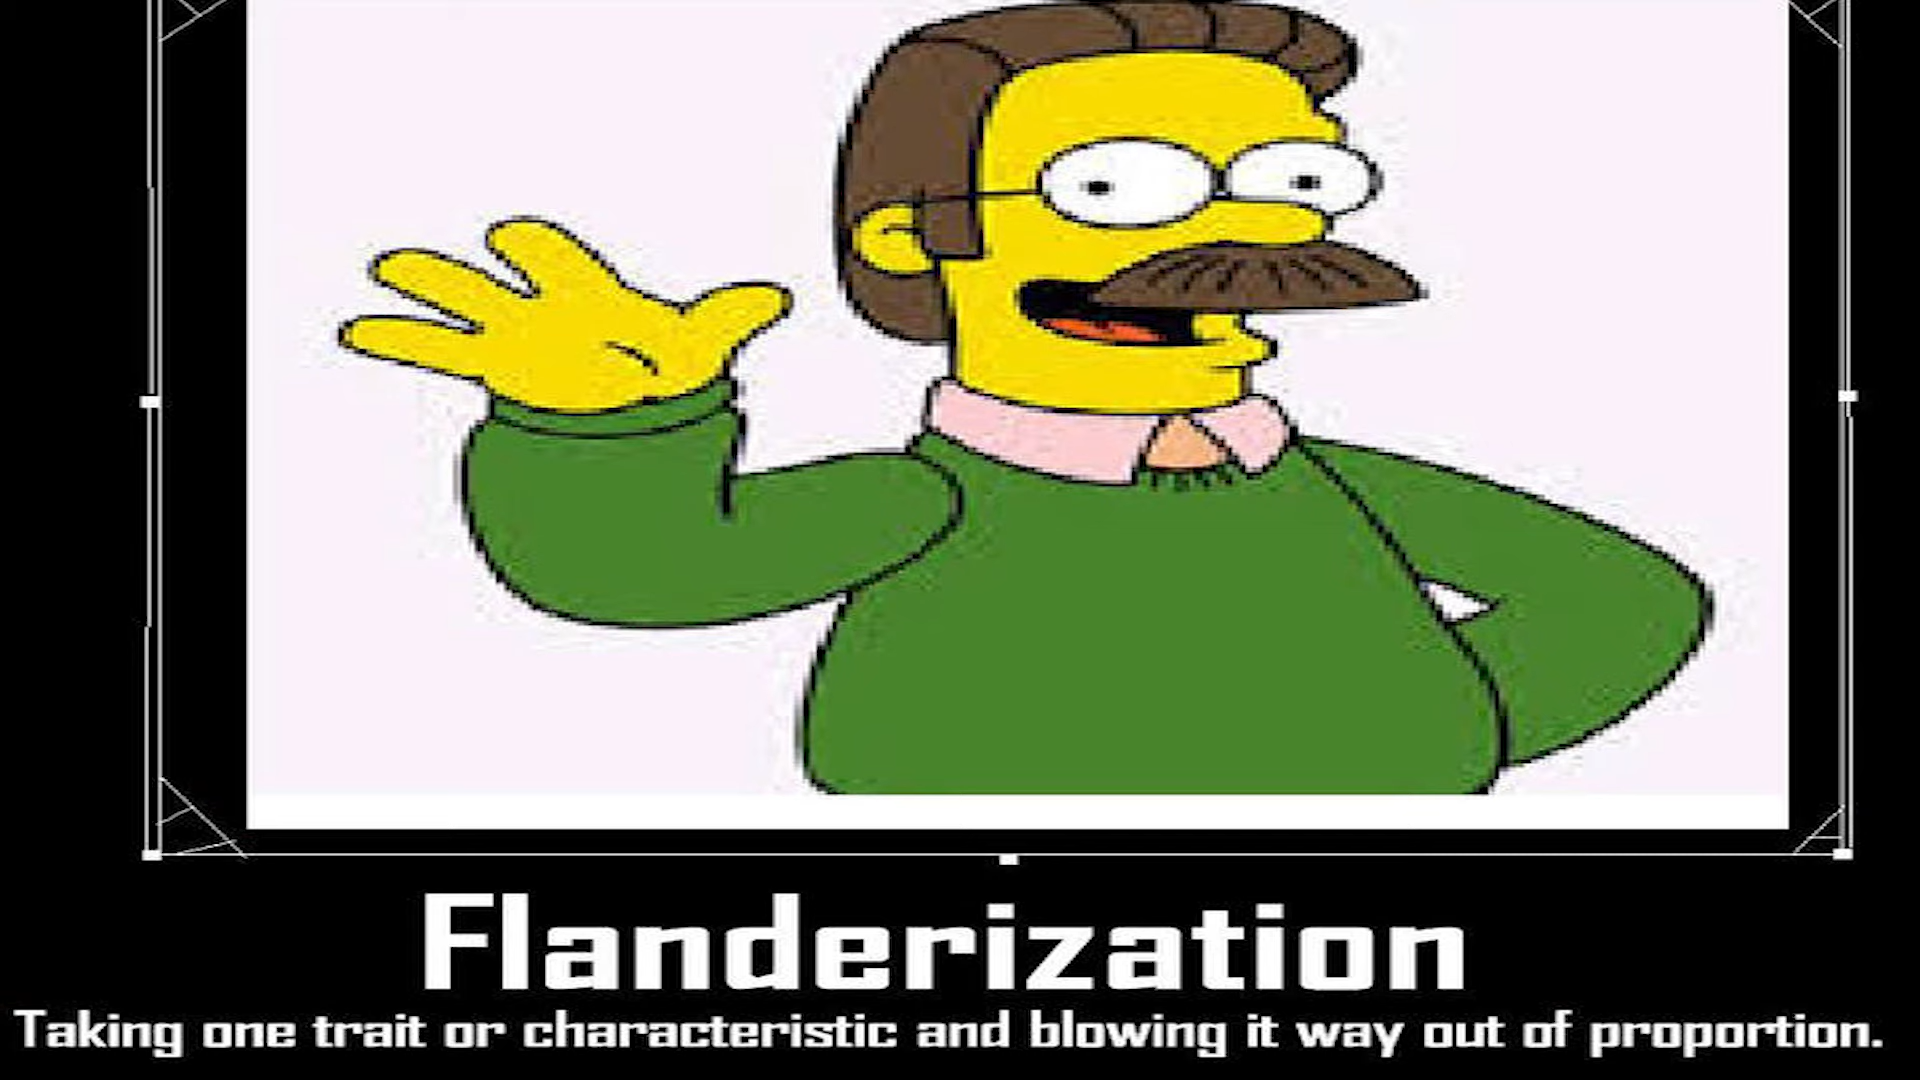 Flanderization
Taking one trait or characteristic and blowing it way out of proportion.